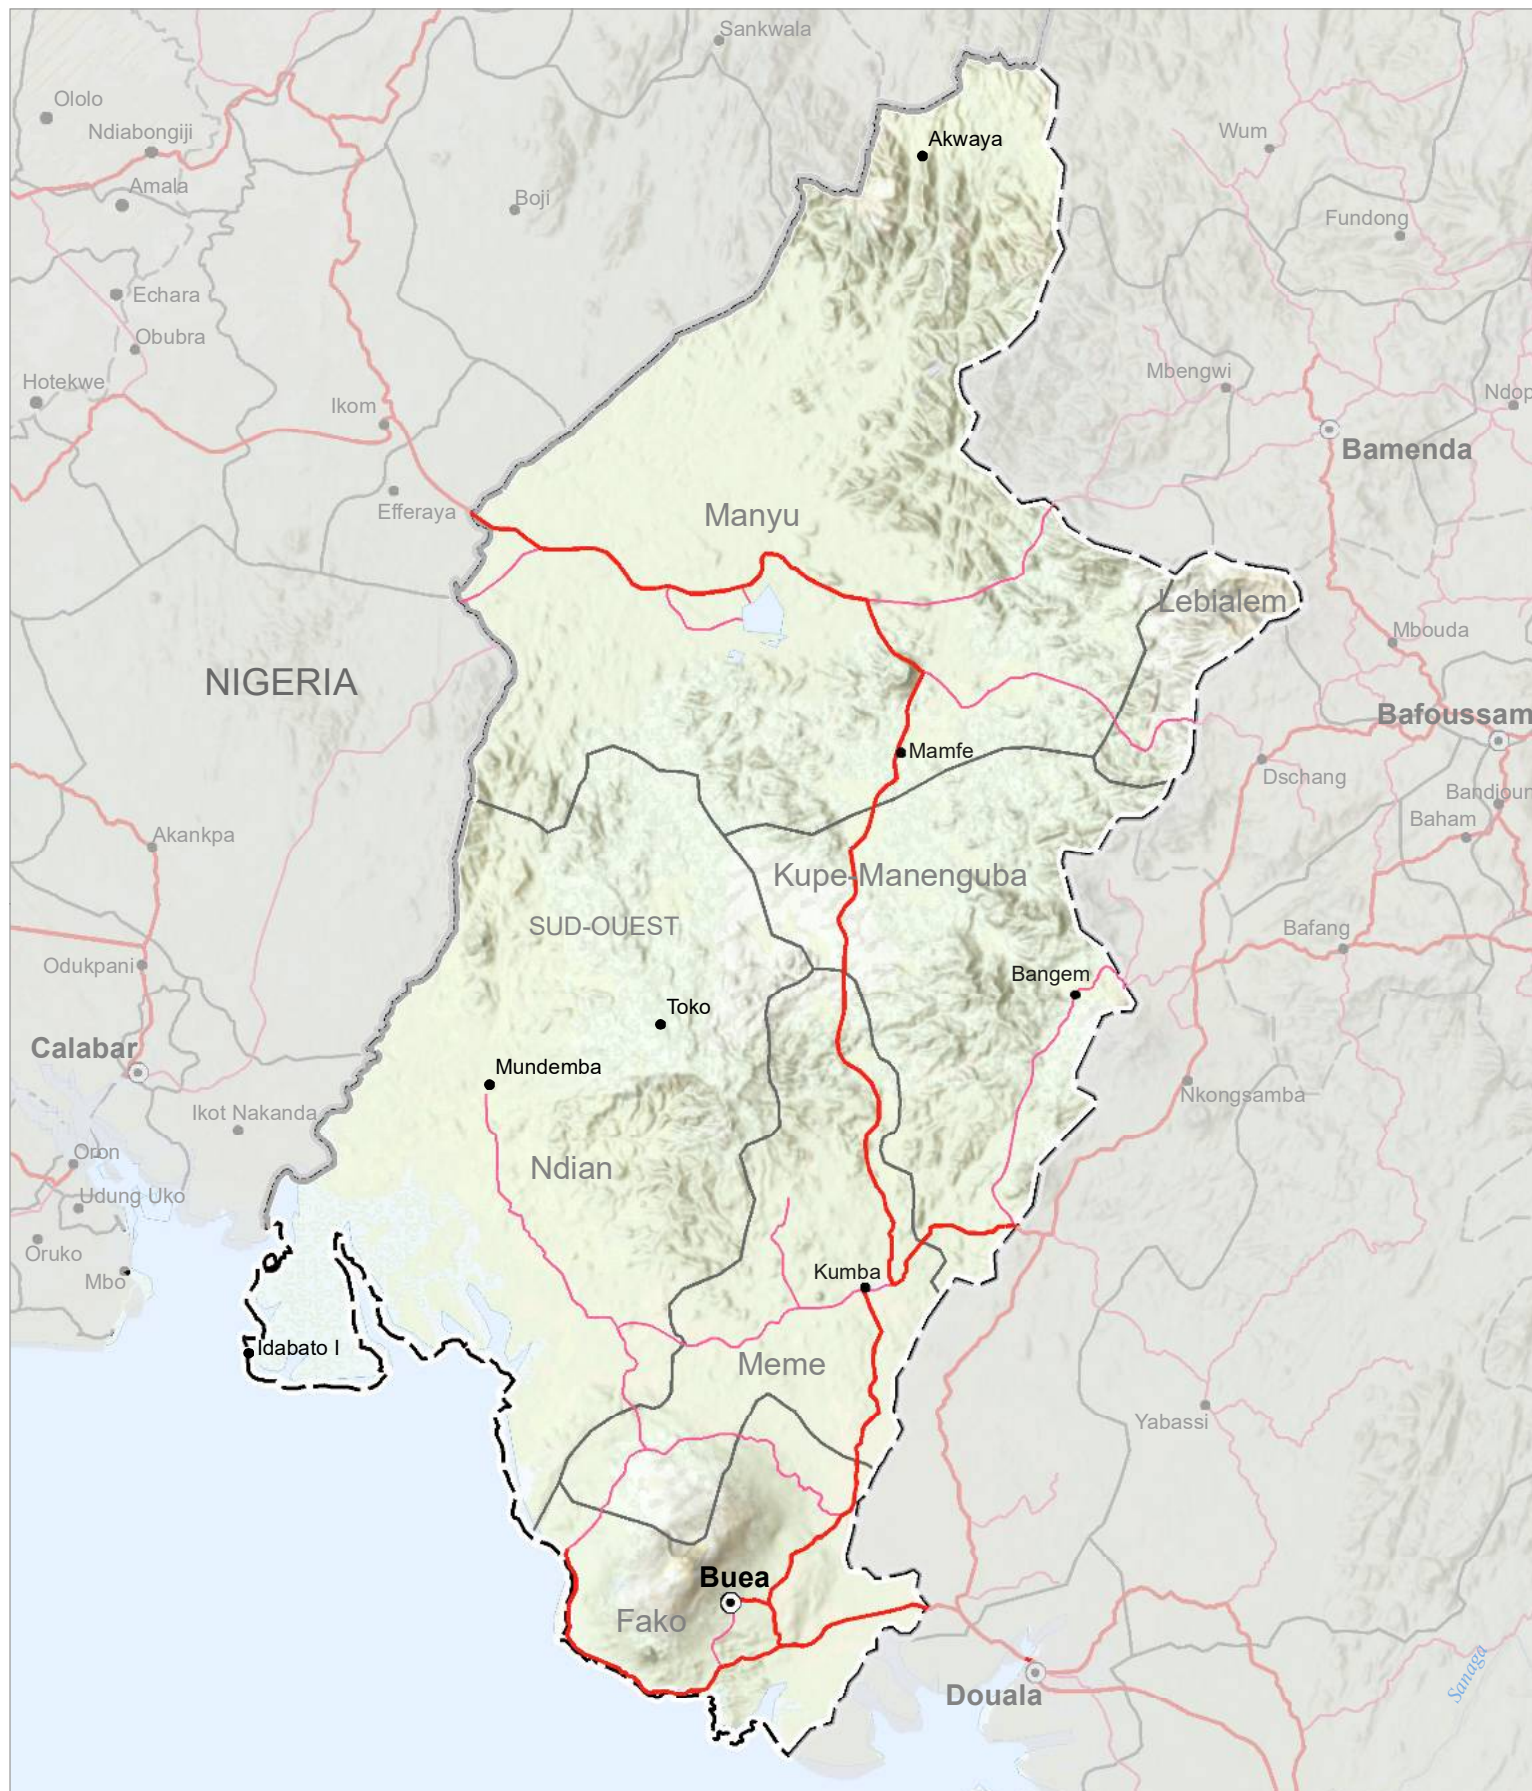 Sankwala
Ololo
Ndiabongiji
Akwaya
Wum
Amala
Boji
Fundong
Echara
Obubra
Hotekwe
Mbengwi
Ndop
Ikom
Bamenda
Efferaya
Manyu
Lebialem
Mbouda
NIGERIA
Bafoussam
Mamfe
Dschang
Bandjoun
Akankpa
Baham
Kupe-Manenguba
SUD-OUEST
Bafang
Odukpani
Bangem
Toko
Calabar
Mundemba
Nkongsamba
Ikot Nakanda
Oron
Ndian
Udung Uko
Oruko
Mbo
Kumba
Idabato I
Meme
Yabassi
Buea
Fako
Sanaga
Douala